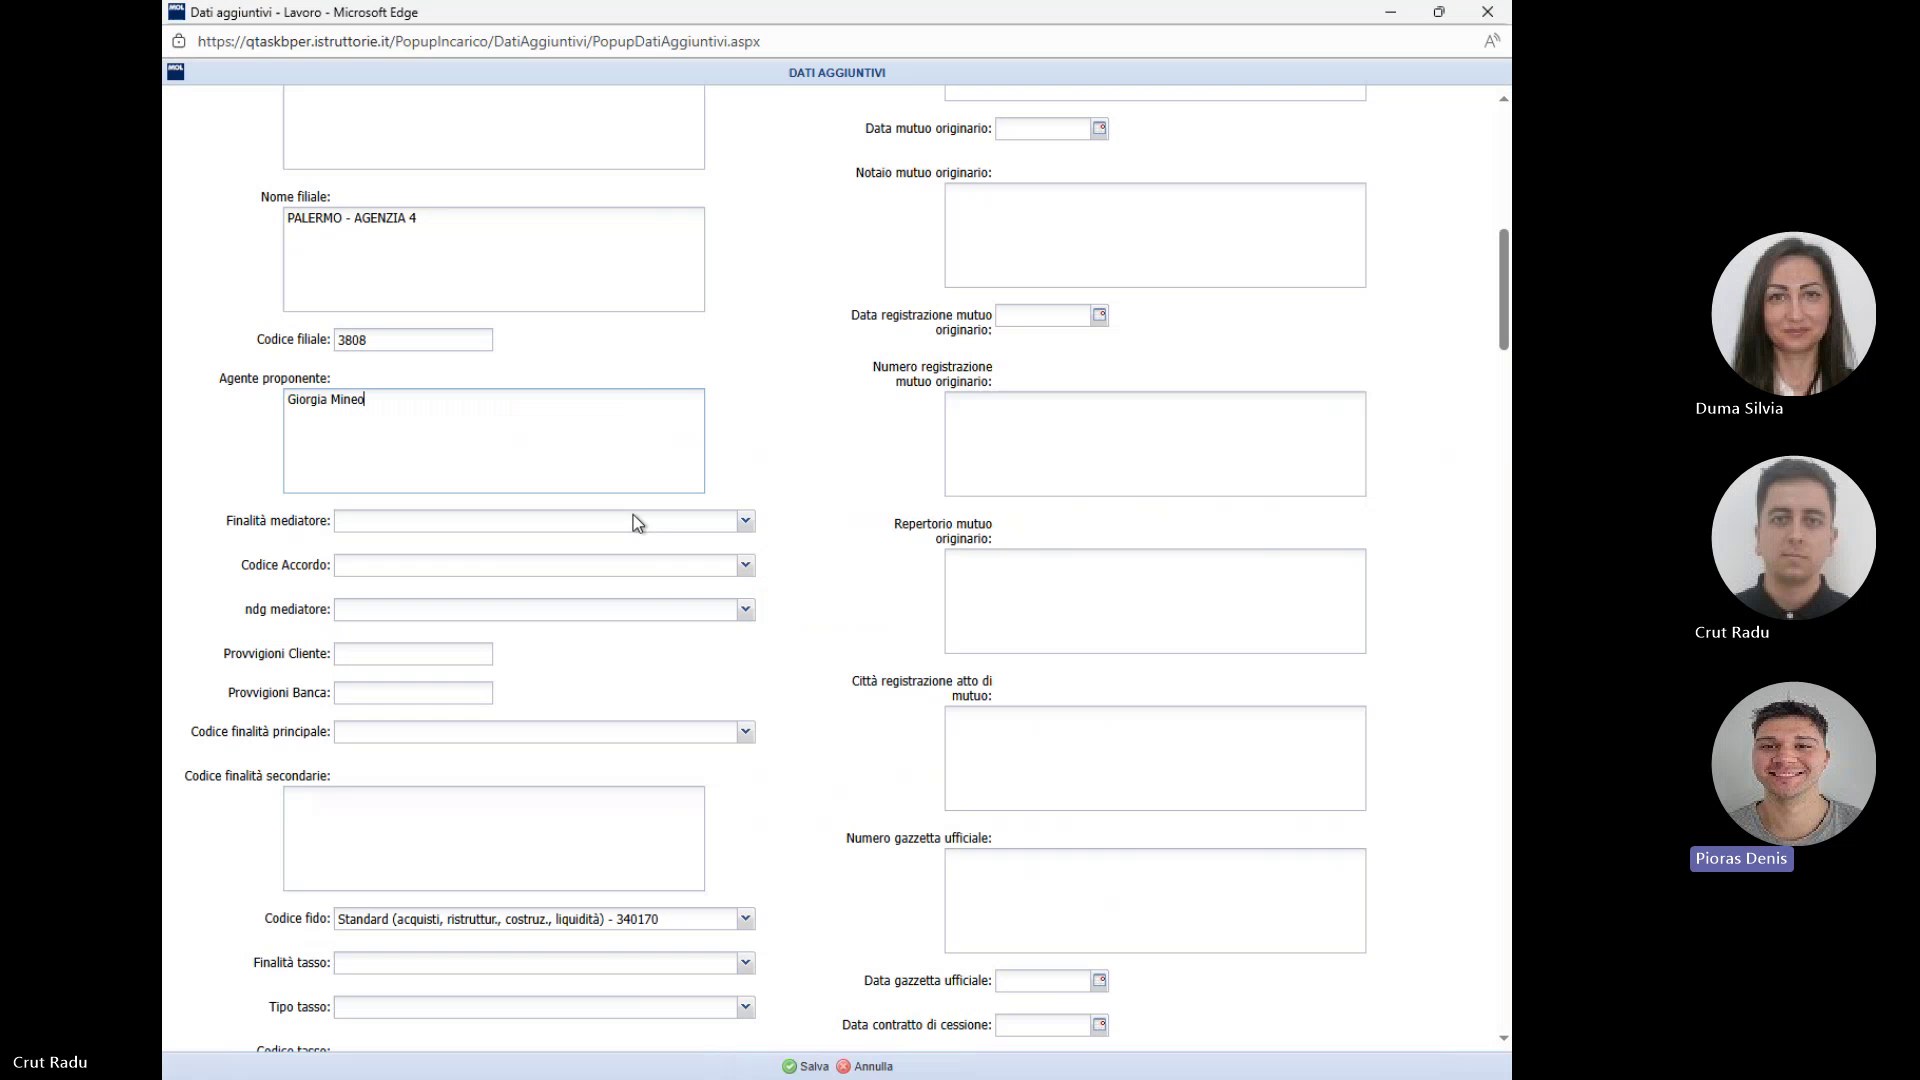 MOL Dati aggiuntivi - Lavoro - Microsoft Edge
https://qtaskbper.istruttorie.it/PopupIncarico/DatiAggiuntivi/PopupDatiAggiuntivi.aspx
MOL DATI AGGIUNTIVI
Nome filiale:
PALERMO - AGENZIA 4
Codice filiale: 3808
Agente proponente:
Giorgia Mineo
Finalità mediatore:
Codice Accordo:
ndg mediatore:
Provvigioni Cliente:
Provvigioni Banca:
Codice finalità principale:
Codice finalità secondarie:
Codice fido: Standard (acquisti, ristruttur., costruz., liquidità) - 340170
Finalità tasso:
Tipo tasso:
Codice tasso:
Data mutuo originario:
Notaio mutuo originario:
Data registrazione mutuo
originario:
Numero registrazione
mutuo originario:
Repertorio mutuo
originario:
Città registrazione atto di
mutuo:
Numero gazzetta ufficiale:
Data gazzetta ufficiale:
Data contratto di cessione:
Salva Annulla
Duma Silvia
Crut Radu
Pioras Denis
Crut Radu